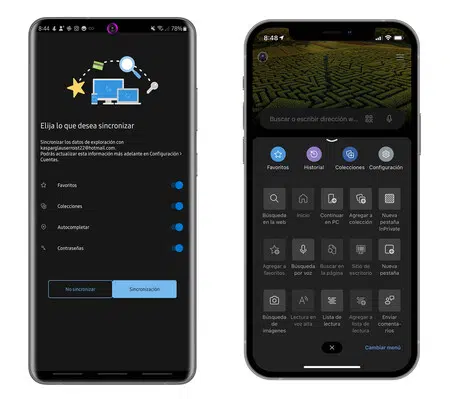 8:44
78%
Elija lo que desea sincronizar
Sincronizar los datos de exploración con
kasparglauserroist22@hotmail.com.
Podrás actualizar esta información más adelante en Configuración >
Cuentas.
Favoritos
Colecciones
Autocompletar
Contraseñas
No sincronizar
Sincronización
8:48
Buscar o escribir dirección w...
Favoritos
Historial
Colecciones
Configuración
Búsqueda en la web
Inicio
Continuar en PC
Agregar a colección
Nueva pestaña InPrivate
Agregar a favoritos
Búsqueda por voz
Buscar en la página
Sitio de escritorio
Nueva pestaña
Búsqueda de imágenes
Lectura en voz alta
Lista de lectura
Agregar a lista de lectura
Enviar comenta-rios
Cambiar menú